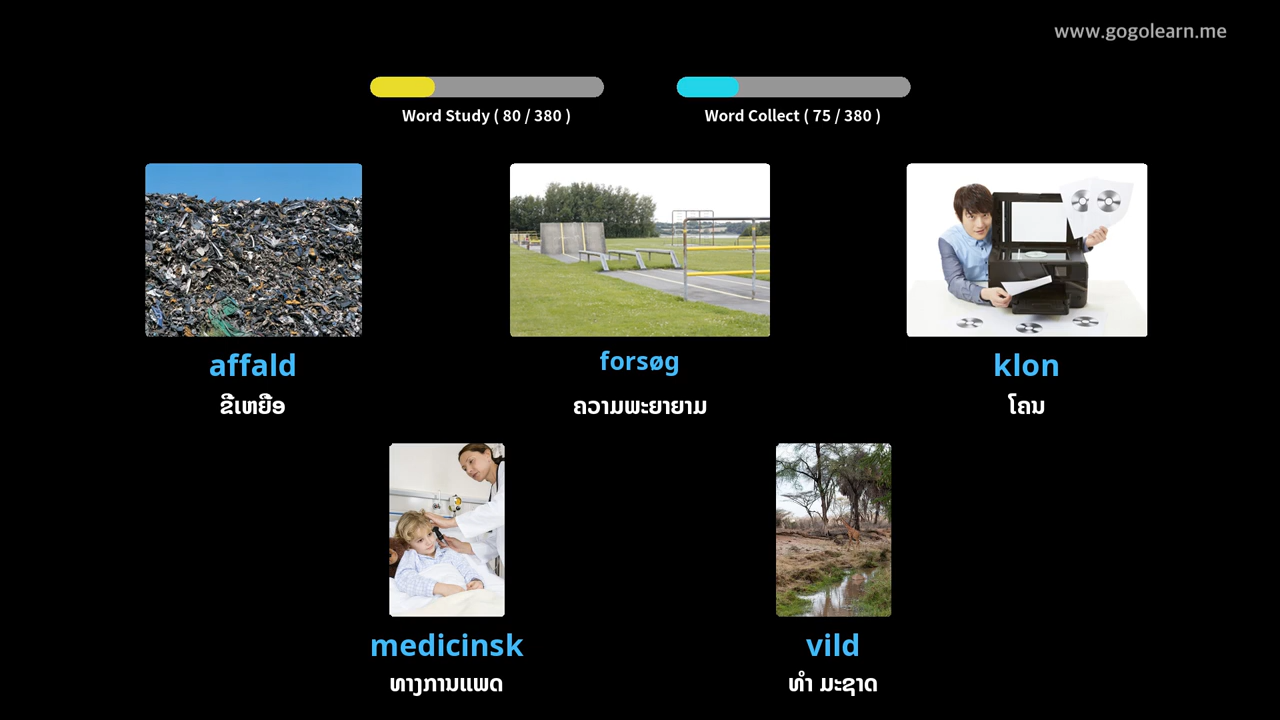 www.gogolearn.me
Word Study ( 80 / 380 )
Word Collect ( 75 / 380 )
affald
forsøg
klon
ຂີ້ເຫຍື້ອ
ຄວາມພະຍາຍາມ
ໂຄນ
medicinsk
vild
ທາງການແພດ
ທຳ ມະຊາດ